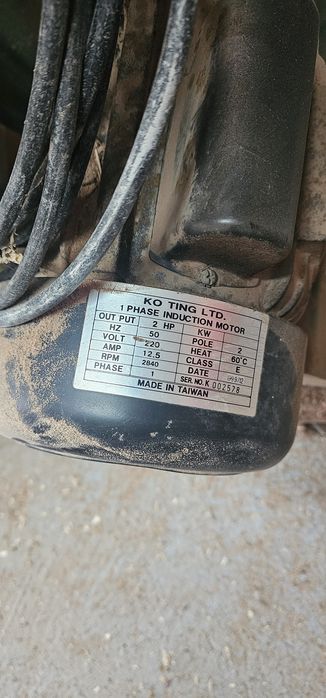 KO TING LTD.
1 PHASE INDUCTION MOTOR
OUT PUT 2 HP KW
HZ 50 POLE 2
VOLT 220 HEAT 60°C
AMP 12.5 CLASS E
RPM 2840 DATE
PHASE 1 SER. NO. K 002578
MADE IN TAIWAN